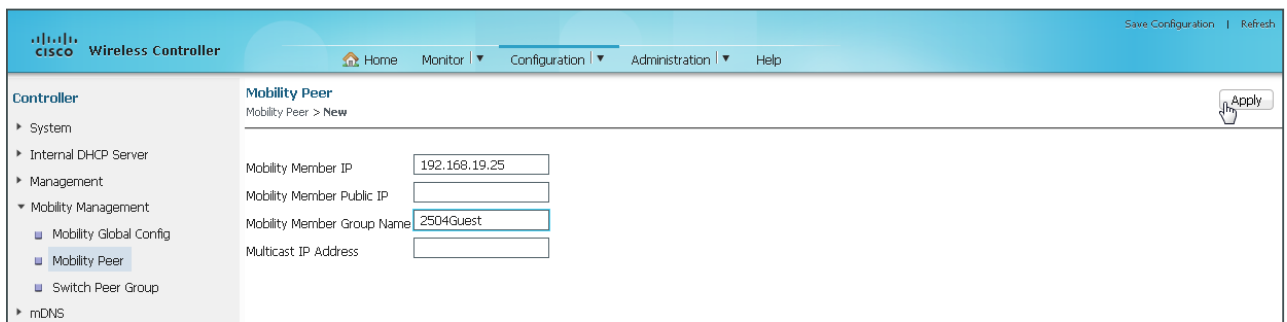 Save Configuration | Refresh
cisco Wireless Controller
Home Monitor Configuration Administration Help
Controller
System
Internal DHCP Server
Management
Mobility Management
Mobility Global Config
Mobility Peer
Switch Peer Group
mDNS
Mobility Peer
Mobility Peer > New
Apply
Mobility Member IP 192.168.19.25
Mobility Member Public IP
Mobility Member Group Name 2504Guest
Multicast IP Address